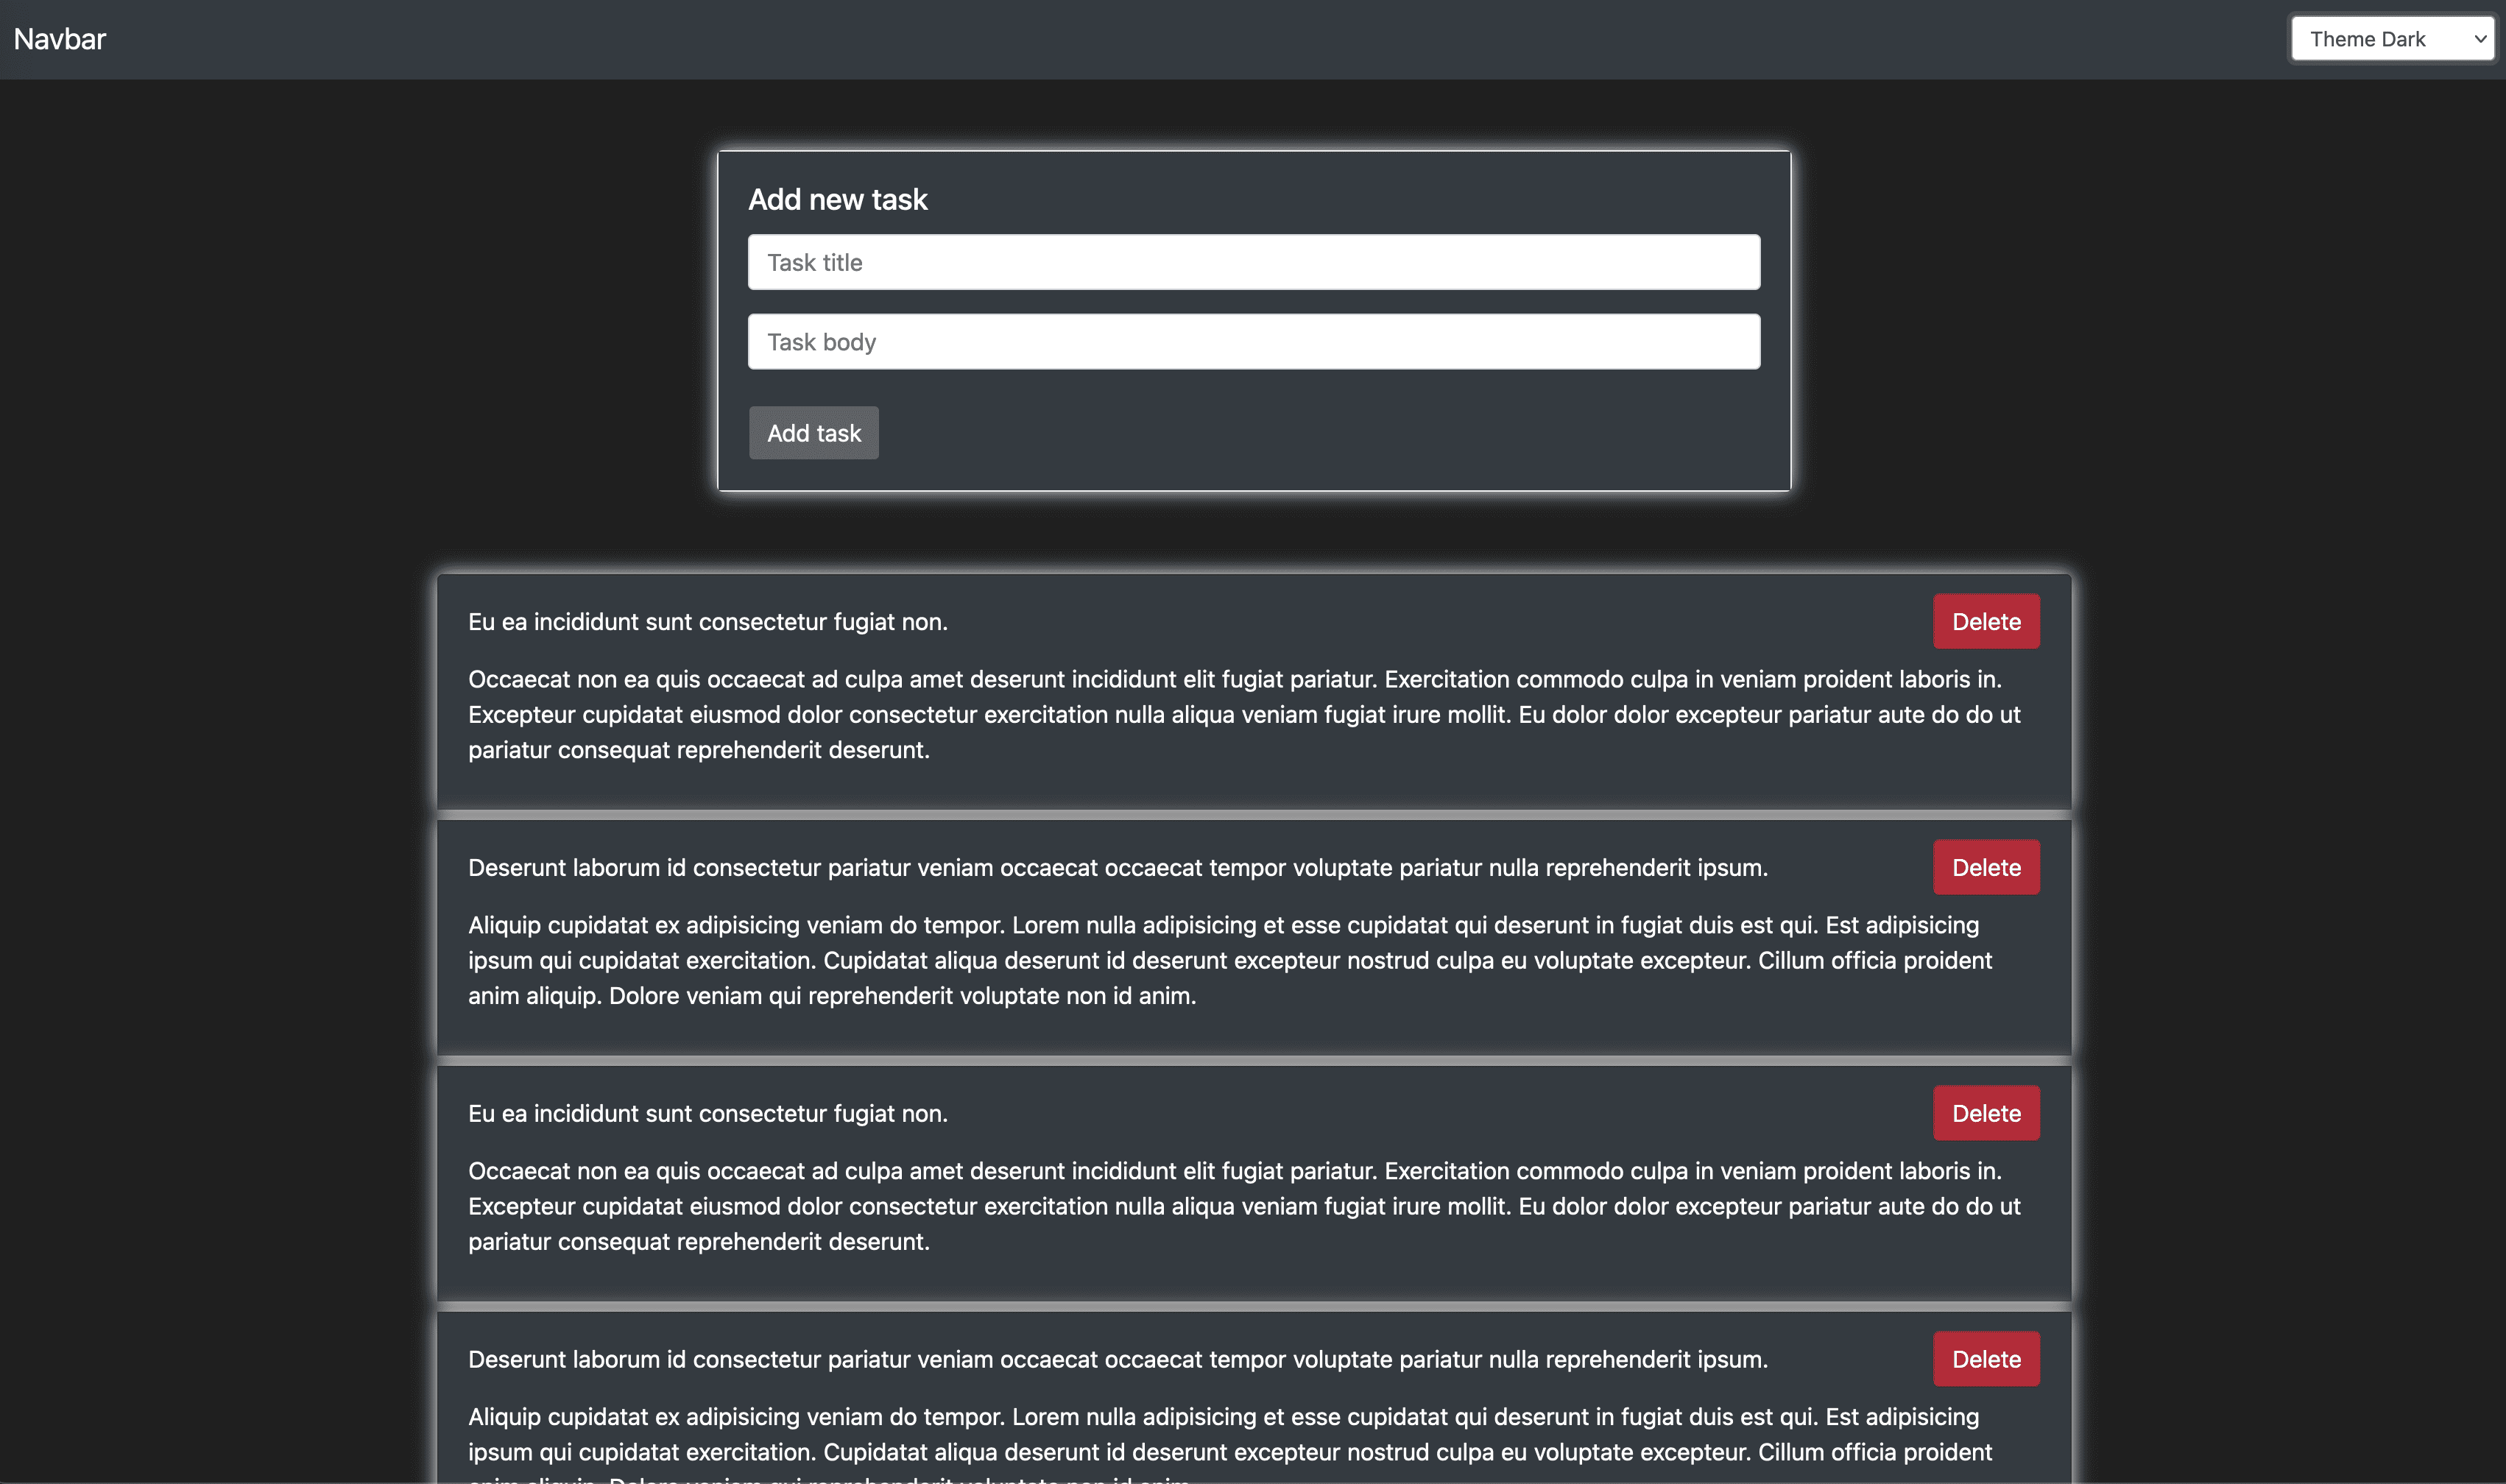 Navbar
Theme Dark
Add new task
Task title
Task body
Add task
Eu ea incididunt sunt consectetur fugiat non.
Delete
Occaecat non ea quis occaecat ad culpa amet deserunt incididunt elit fugiat pariatur. Exercitation commodo culpa in veniam proident laboris in.
Excepteur cupidatat eiusmod dolor consectetur exercitation nulla aliqua veniam fugiat irure mollit. Eu dolor dolor excepteur pariatur aute do do ut
pariatur consequat reprehenderit deserunt.
Deserunt laborum id consectetur pariatur veniam occaecat occaecat tempor voluptate pariatur nulla reprehenderit ipsum.
Delete
Aliquip cupidatat ex adipisicing veniam do tempor. Lorem nulla adipisicing et esse cupidatat qui deserunt in fugiat duis est qui. Est adipisicing
ipsum qui cupidatat exercitation. Cupidatat aliqua deserunt id deserunt excepteur nostrud culpa eu voluptate excepteur. Cillum officia proident
anim aliquip. Dolore veniam qui reprehenderit voluptate non id anim.
Eu ea incididunt sunt consectetur fugiat non.
Delete
Occaecat non ea quis occaecat ad culpa amet deserunt incididunt elit fugiat pariatur. Exercitation commodo culpa in veniam proident laboris in.
Excepteur cupidatat eiusmod dolor consectetur exercitation nulla aliqua veniam fugiat irure mollit. Eu dolor dolor excepteur pariatur aute do do ut
pariatur consequat reprehenderit deserunt.
Deserunt laborum id consectetur pariatur veniam occaecat occaecat tempor voluptate pariatur nulla reprehenderit ipsum.
Delete
Aliquip cupidatat ex adipisicing veniam do tempor. Lorem nulla adipisicing et esse cupidatat qui deserunt in fugiat duis est qui. Est adipisicing
ipsum qui cupidatat exercitation. Cupidatat aliqua deserunt id deserunt excepteur nostrud culpa eu voluptate excepteur. Cillum officia proident